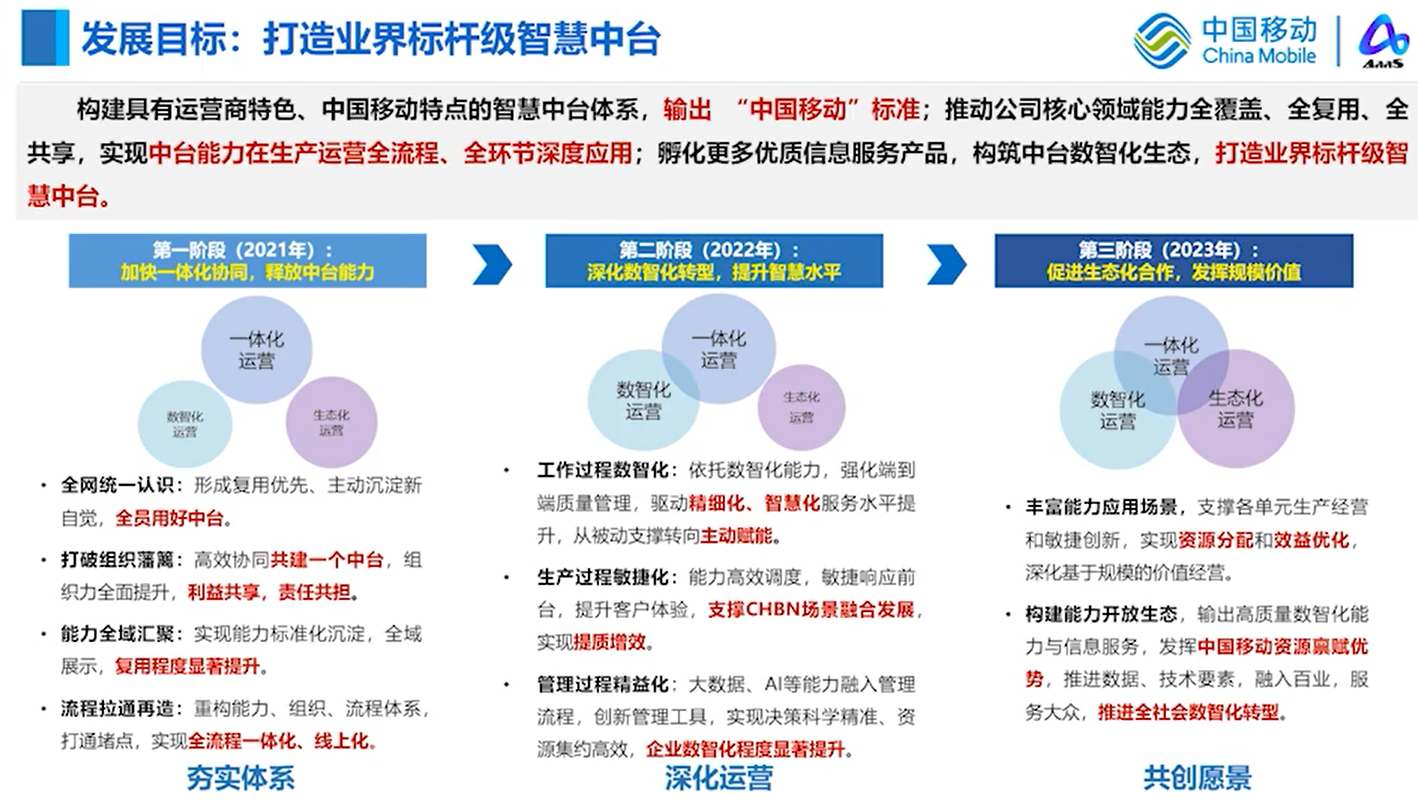 发展目标：打造业界标杆级智慧中台
中国移动
China Mobile
AaaS
构建具有运营商特色、中国移动特点的智慧中台体系，输出 “中国移动”标准；推动公司核心领域能力全覆盖、全复用、全
共享，实现中台能力在生产运营全流程、全环节深度应用；孵化更多优质信息服务产品，构筑中台数智化生态，打造业界标杆级智
慧中台。
第一阶段（2021年）：
加快一体化协同，释放中台能力
一体化
运营
数智化
运营
生态化
运营
• 全网统一认识：形成复用优先、主动沉淀新
自觉，全员用好中台。
• 打破组织藩篱：高效协同共建一个中台，组
织力全面提升，利益共享，责任共担。
• 能力全域汇聚：实现能力标准化沉淀，全域
展示，复用程度显著提升。
• 流程拉通再造：重构能力、组织、流程体系，
打通堵点，实现全流程一体化、线上化。
夯实体系
第二阶段（2022年）：
深化数智化转型，提升智慧水平
一体化
运营
数智化
运营
生态化
运营
• 工作过程数智化：依托数智化能力，强化端到
端质量管理，驱动精细化、智慧化服务水平提
升，从被动支撑转向主动赋能。
• 生产过程敏捷化：能力高效调度，敏捷响应前
台，提升客户体验，支撑CHBN场景融合发展，
实现提质增效。
• 管理过程精益化：大数据、AI等能力融入管理
流程，创新管理工具，实现决策科学精准、资
源集约高效，企业数智化程度显著提升。
深化运营
第三阶段（2023年）：
促进生态化合作，发挥规模价值
一体化
运营
数智化
运营
生态化
运营
• 丰富能力应用场景，支撑各单元生产经营
和敏捷创新，实现资源分配和效益优化，
深化基于规模的价值经营。
• 构建能力开放生态，输出高质量数智化能
力与信息服务，发挥中国移动资源禀赋优
势，推进数据、技术要素，融入百业，服
务大众，推进全社会数智化转型。
共创愿景